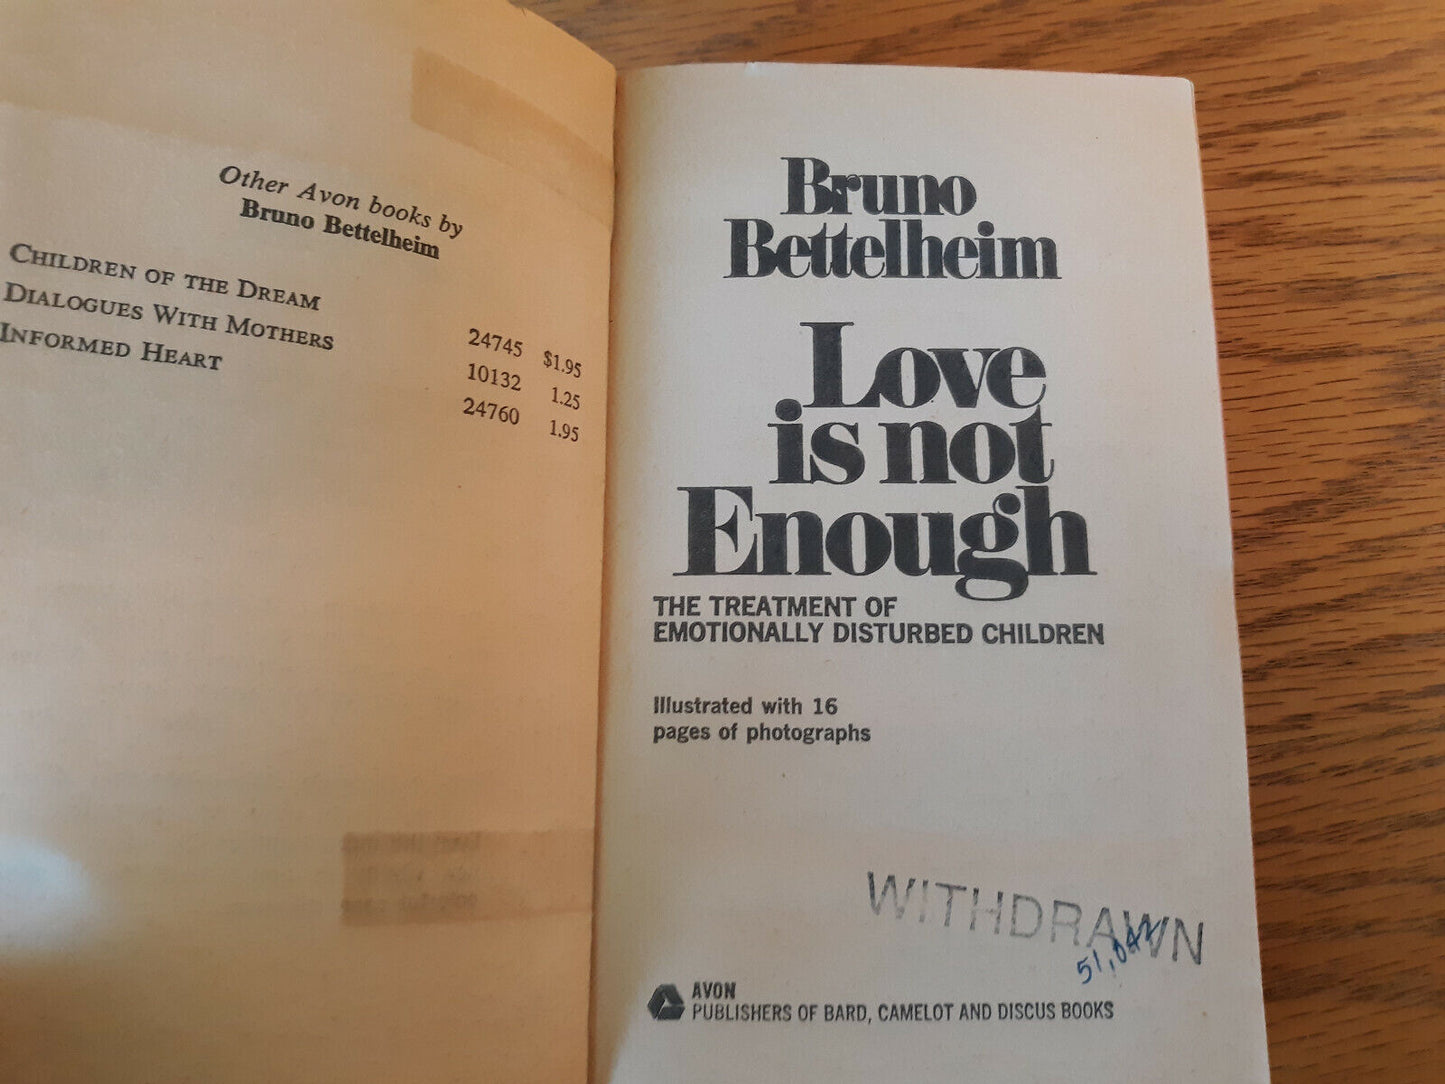 Other Avon books by
Bruno Bettelheim
CHILDREN OF THE DREAM 24745 $1.95
DIALOGUES WITH MOTHERS 10132 1.25
INFORMED HEART 24760 1.95
Bruno
Bettelheim
Love
is not
Enough
THE TREATMENT OF
EMOTIONALLY DISTURBED CHILDREN
Illustrated with 16
pages of photographs
WITHDRAWN
51,042
AVON
PUBLISHERS OF BARD, CAMELOT AND DISCUS BOOKS